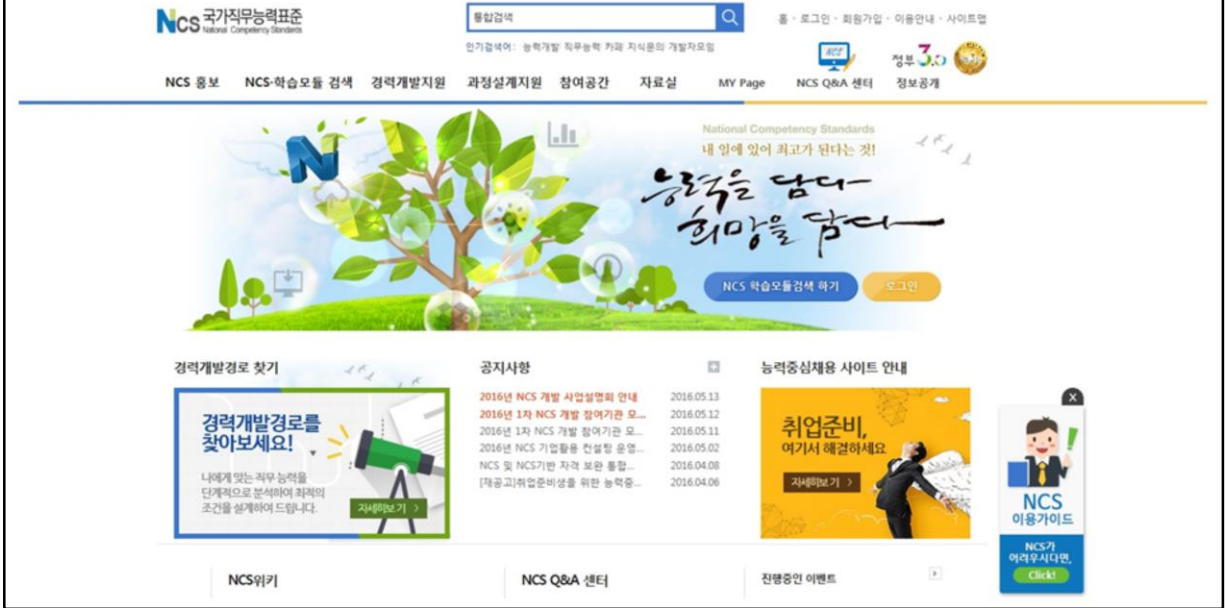 NCS 국가직무능력표준
National Competency Standards
통합검색
홈 · 로그인 · 회원가입 · 이용안내 · 사이트맵
인기검색어: 능력개발 직무능력 카페 지식문의 개발자모임
NCS
정부 3.0
NCS 홍보
NCS·학습모듈 검색
경력개발지원
과정설계지원
참여공간
자료실
MY Page
NCS Q&A 센터
정보공개
N
National Competency Standards
내 일에 있어 최고가 된다는 것!
능력을 담다
희망을 담다
NCS 학습모듈검색 하기
로그인
경력개발경로 찾기
경력개발경로를
찾아보세요!
나에게 맞는 직무 능력을
단계적으로 분석하여 최적의
조건을 설계하여 드립니다.
자세히보기 >
공지사항
2016년 NCS 개발 사업설명회 안내 2016.05.13
2016년 1차 NCS 개발 참여기관 모... 2016.05.12
2016년 1차 NCS 개발 참여기관 모... 2016.05.11
2016년 NCS 기업활용 컨설팅 운영... 2016.05.02
NCS 및 NCS기반 자격 보완 통합... 2016.04.08
[재공고]취업준비생을 위한 능력중... 2016.04.06
능력중심채용 사이트 안내
취업준비,
여기서 해결하세요
자세히보기 >
X
NCS
이용가이드
NCS가
어려우시다면,
Click!
NCS위키
NCS Q&A 센터
진행중인 이벤트